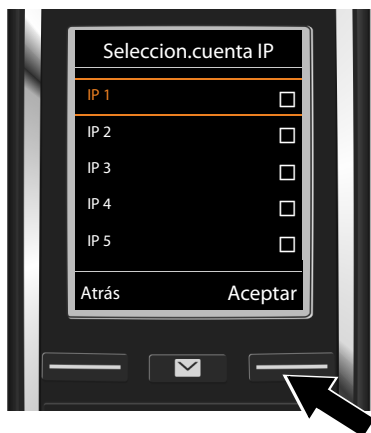 Seleccion.cuenta IP
IP 1
IP 2
IP 3
IP 4
IP 5
Atrás Aceptar